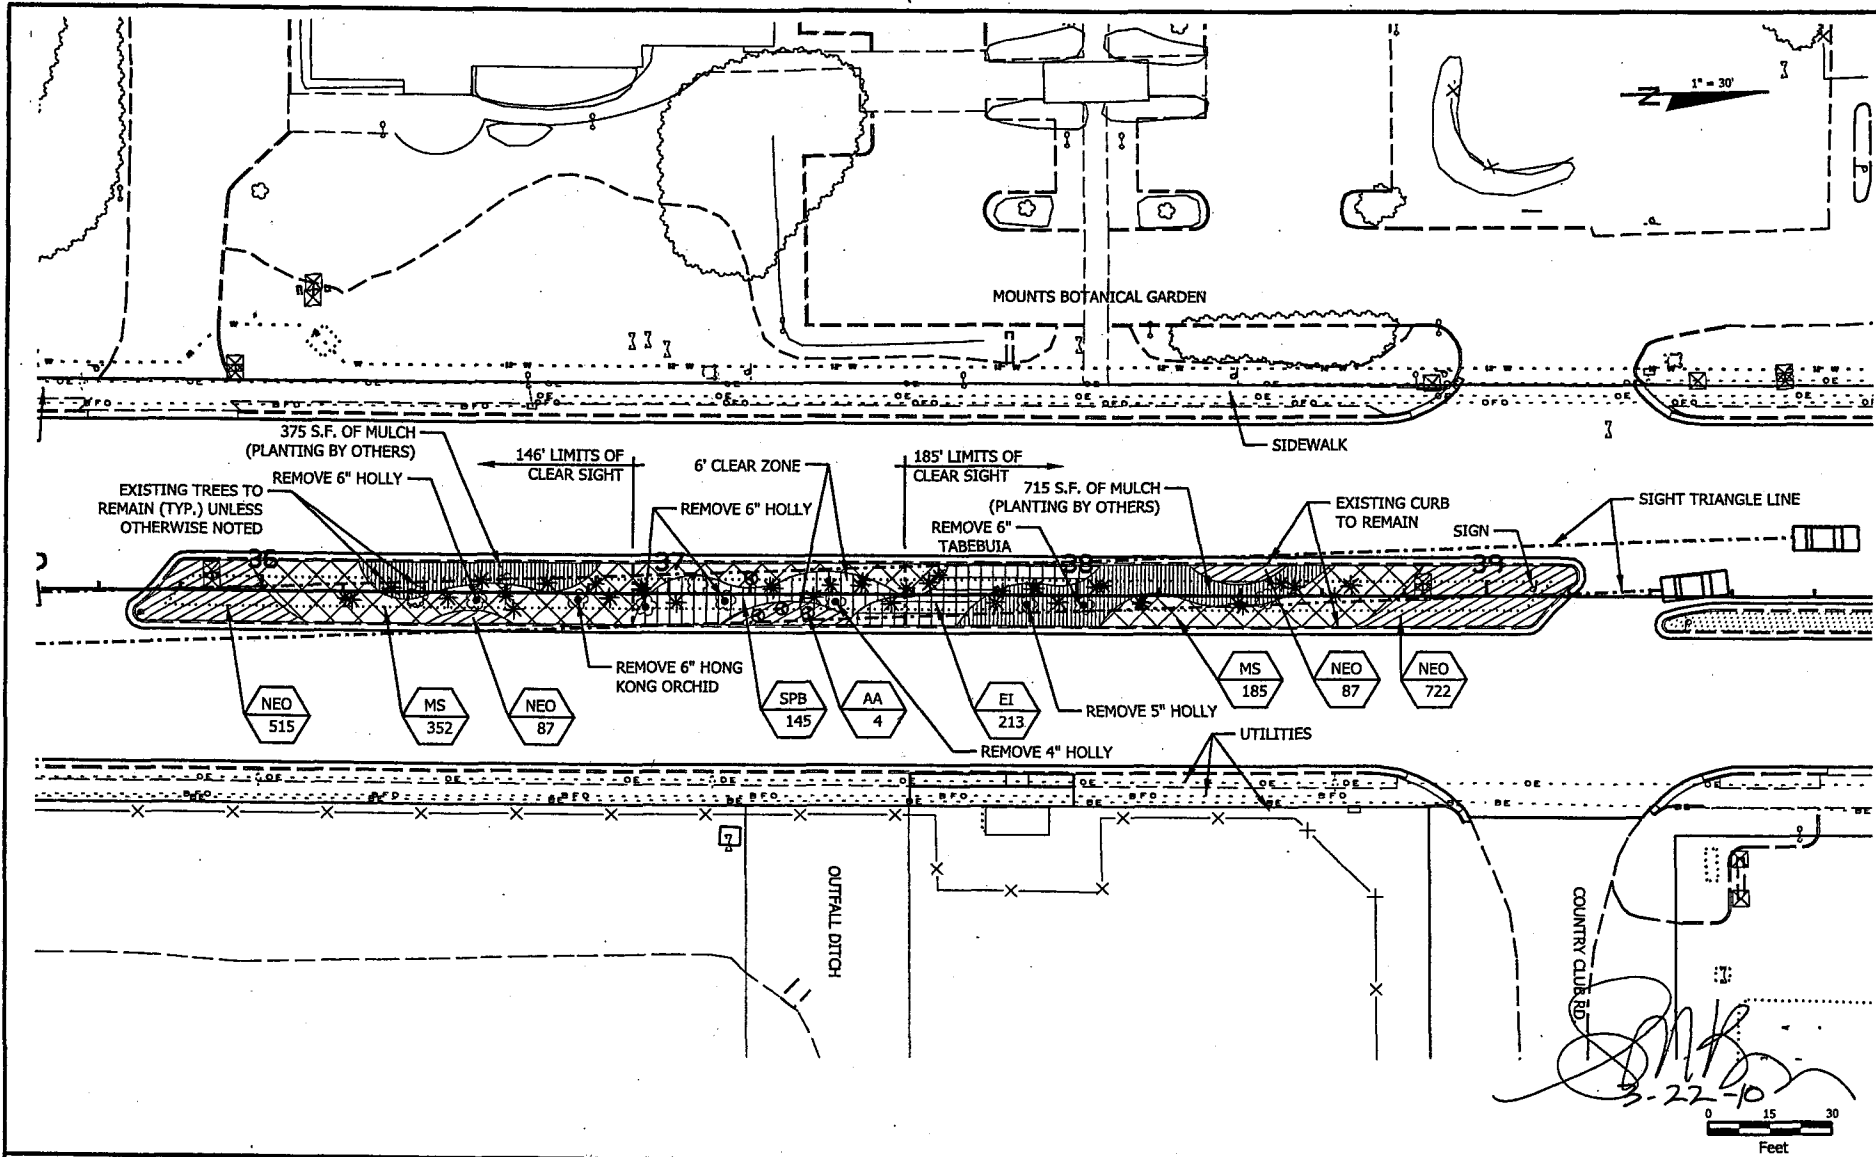 1" = 30'
N
MOUNTS BOTANICAL GARDEN
SIDEWALK
375 S.F. OF MULCH
(PLANTING BY OTHERS)
146' LIMITS OF
CLEAR SIGHT
6' CLEAR ZONE
185' LIMITS OF
CLEAR SIGHT
REMOVE 6" HOLLY
EXISTING TREES TO
REMAIN (TYP.) UNLESS
OTHERWISE NOTED
REMOVE 6" HOLLY
715 S.F. OF MULCH
(PLANTING BY OTHERS)
REMOVE 6"
TABEBUIA
EXISTING CURB
TO REMAIN
SIGHT TRIANGLE LINE
SIGN
36
37
38
39
REMOVE 6" HONG
KONG ORCHID
NEO
515
MS
352
NEO
87
SPB
145
AA
4
EI
213
MS
185
NEO
87
NEO
722
REMOVE 5" HOLLY
REMOVE 4" HOLLY
UTILITIES
OUTFALL DITCH
COUNTRY CLUB RD.
3-22-10
0 15 30
Feet